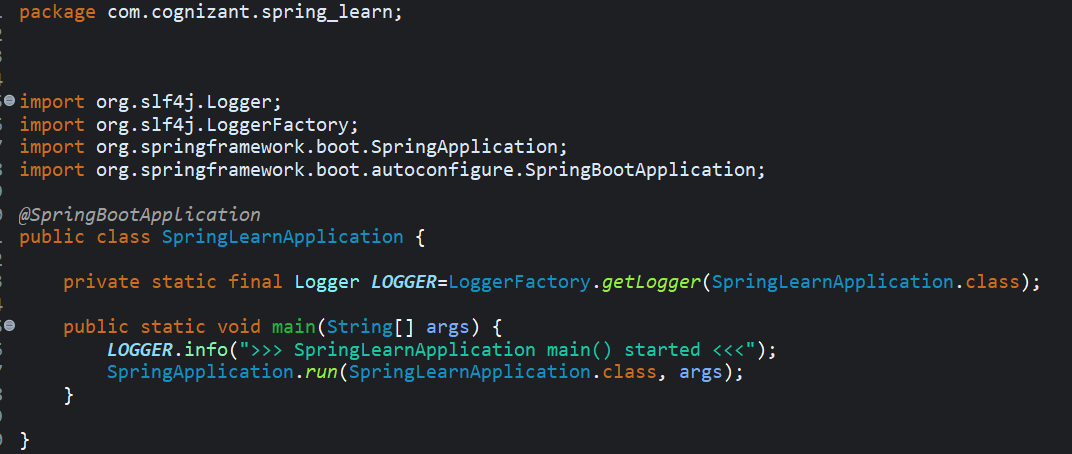 package com.cognizant.spring_learn;
import org.slf4j.Logger;
import org.slf4j.LoggerFactory;
import org.springframework.boot.SpringApplication;
import org.springframework.boot.autoconfigure.SpringBootApplication;
@SpringBootApplication
public class SpringLearnApplication {
private static final Logger LOGGER=LoggerFactory.getLogger(SpringLearnApplication.class);
public static void main(String[] args) {
LOGGER.info(">>> SpringLearnApplication main() started <<<");
SpringApplication.run(SpringLearnApplication.class, args);
}
}